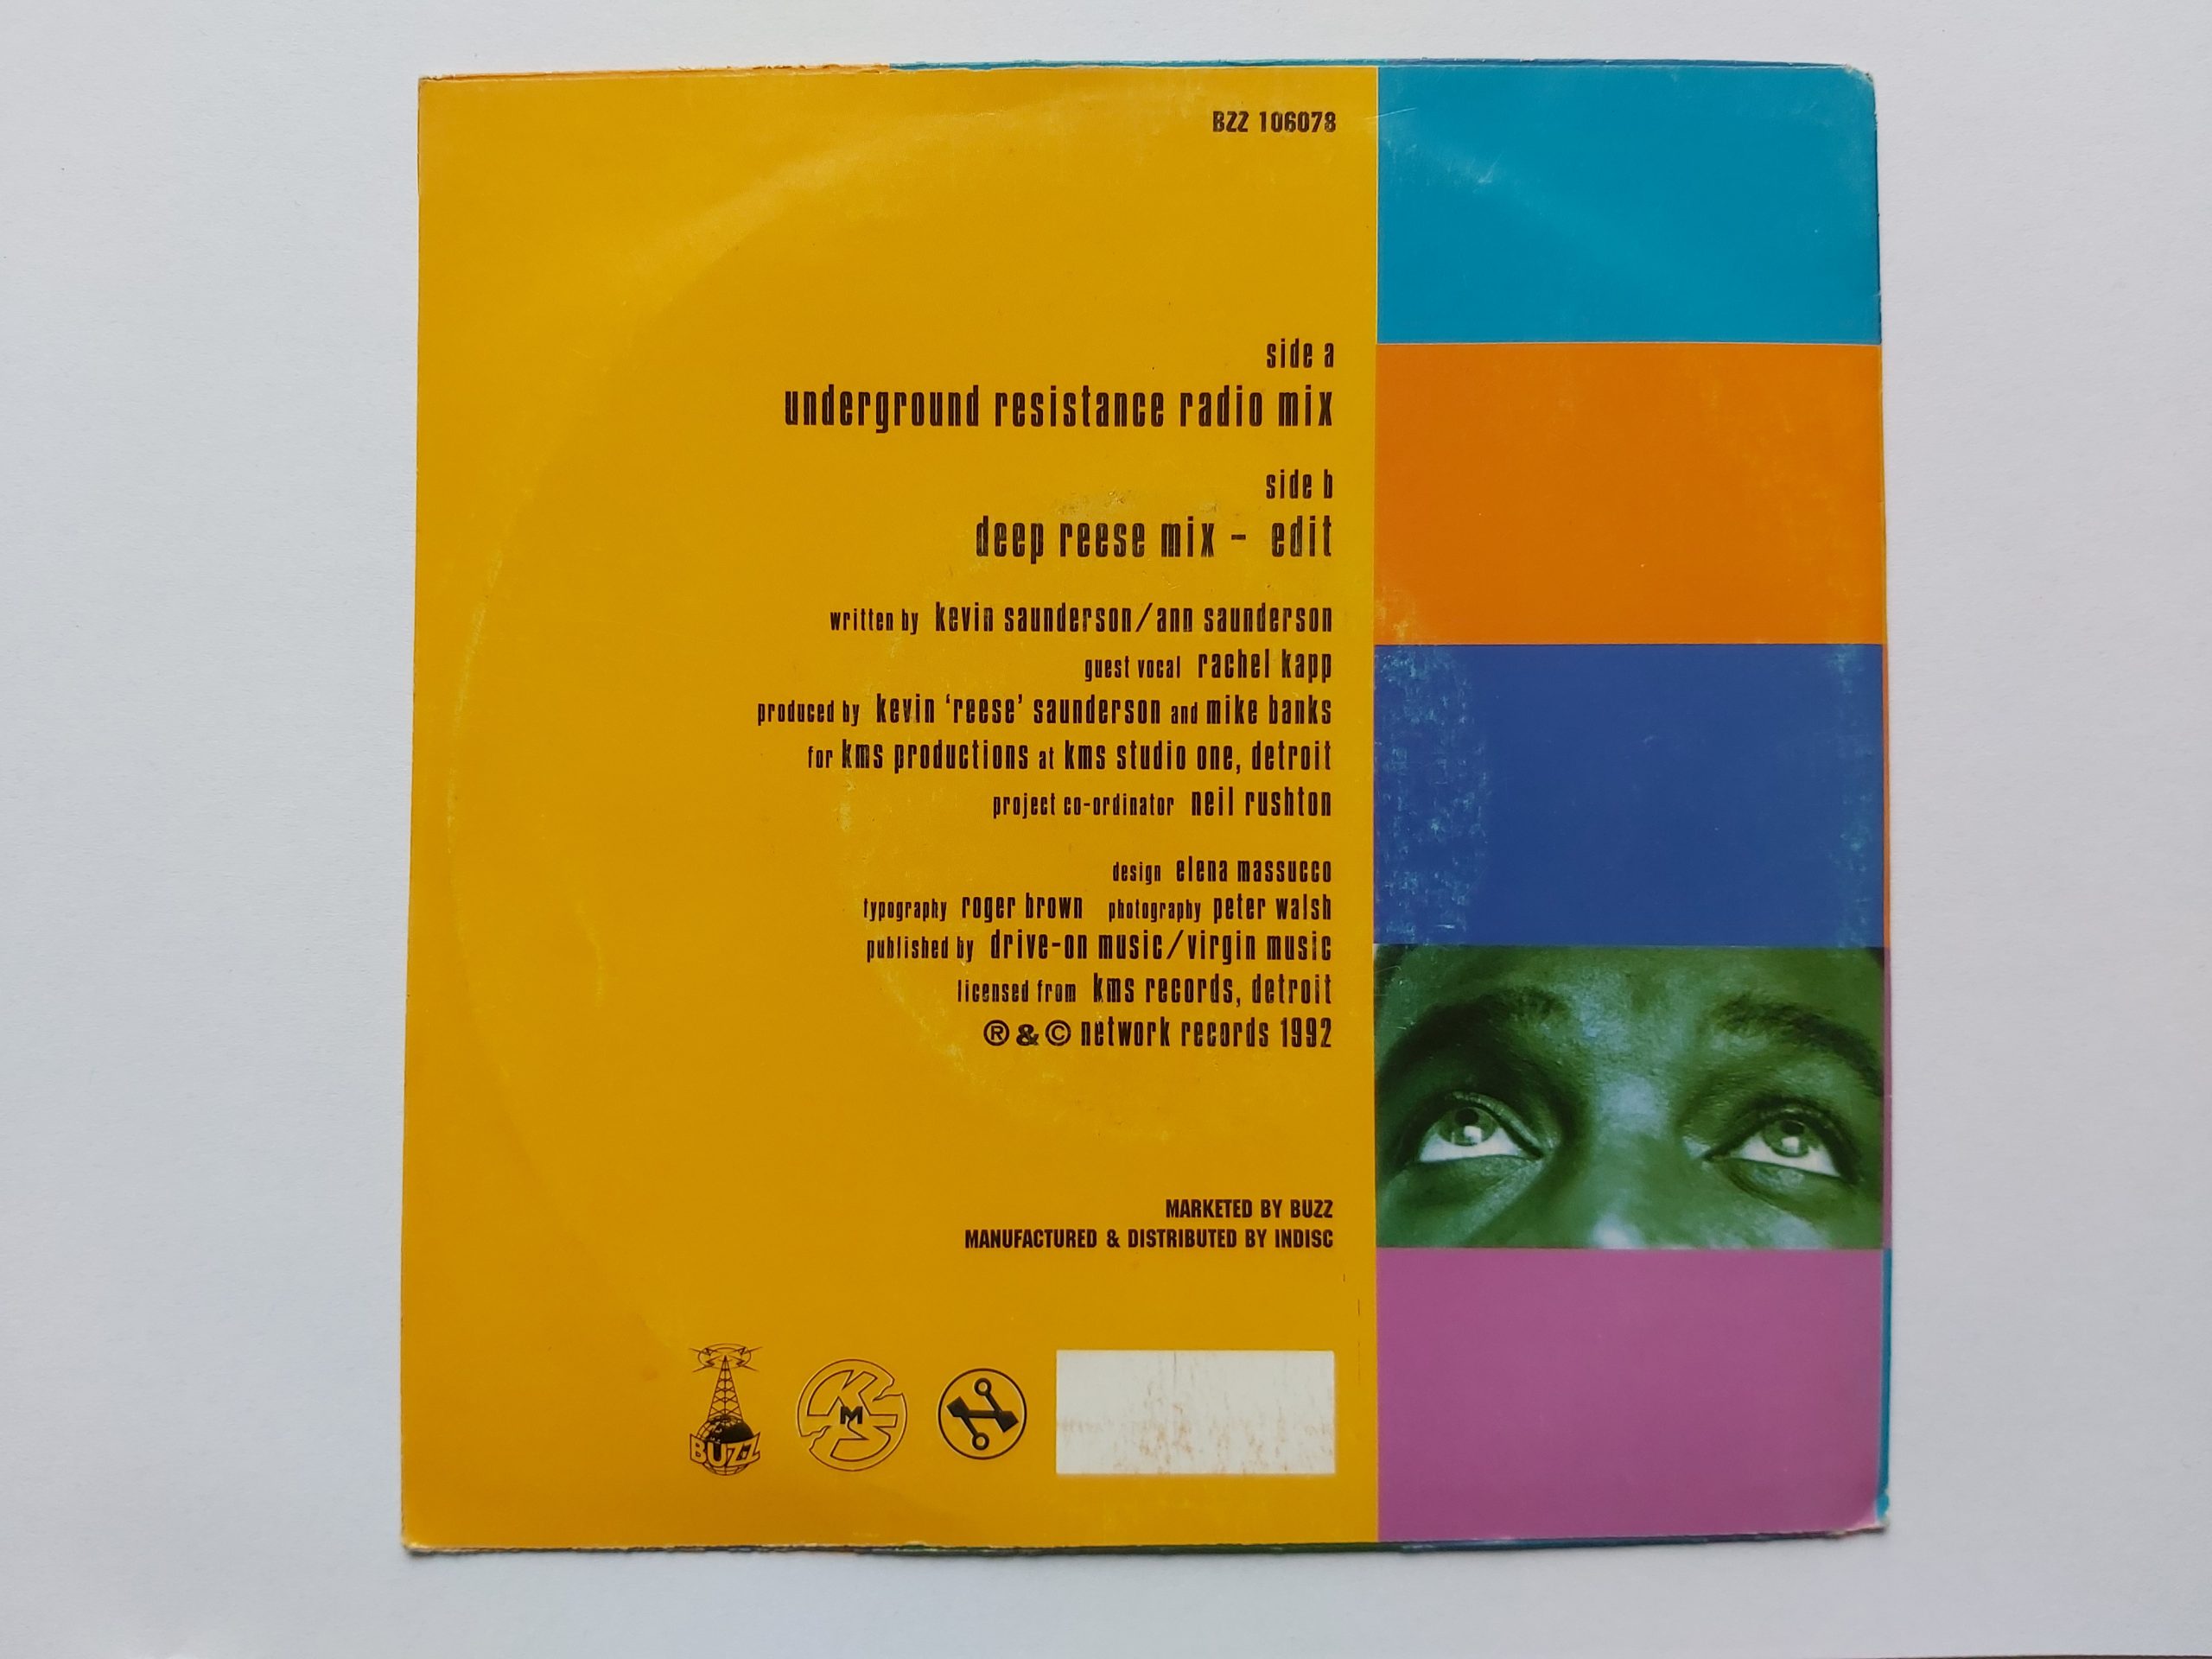 BZZ 106078
side a
underground resistance radio mix
side b
deep reese mix - edit
written by kevin saunderson/ann saunderson
guest vocal rachel kapp
produced by kevin ‘reese’ saunderson and mike banks
for kms productions at kms studio one, detroit
project co-ordinator neil rushton
design elena massucco
typography roger brown photography peter walsh
published by drive-on music/virgin music
licensed from kms records, detroit
® & © network records 1992
MARKETED BY BUZZ
MANUFACTURED & DISTRIBUTED BY INDISC
BUZZ
KMS